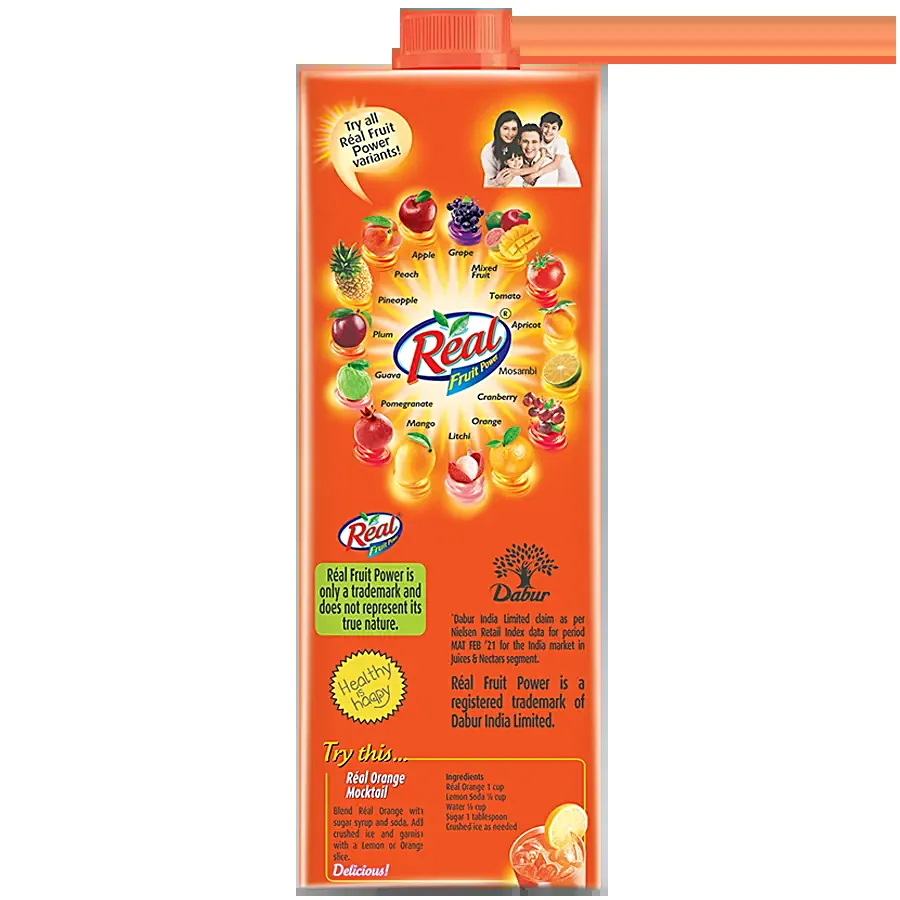 Try all
Réal Fruit
Power
variants!
Apple
Grape
Peach
Mixed
Fruit
Pineapple
Tomato
Plum
Apricot
Réal
®
Fruit Power
Guava
Mosambi
Pomegranate
Cranberry
Mango
Orange
Litchi
Réal
Fruit Power
Réal Fruit Power is
only a trademark and
does not represent its
true nature.
Dabur
*Dabur India Limited claim as per
Nielsen Retail Index data for period
MAT FEB '21 for the India market in
Juices & Nectars segment.
Réal Fruit Power is a
registered trademark of
Dabur India Limited.
Healthy
is
happy
Try this...
Réal Orange
Mocktail
Blend Réal Orange with
sugar syrup and soda. Add
crushed ice and garnish
with a Lemon or Orange
slice.
Delicious!
Ingredients
Réal Orange 1 cup
Lemon Soda cup
Water cup
Sugar 1 tablespoon
Crushed ice as needed